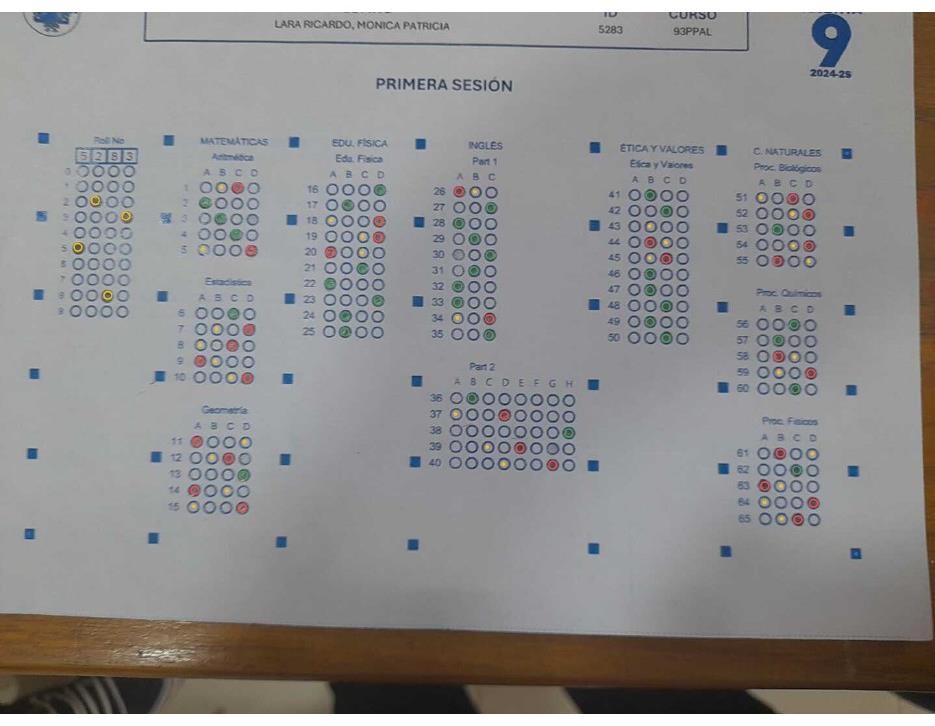 ID CURSO
LARA RICARDO, MONICA PATRICIA 5283 93PPAL
9
2024-2S
PRIMERA SESIÓN
Roll No
5 2 8 3
0
1
2
3
4
5
6
7
8
9
MATEMÁTICAS
Aritmética
A B C D
1
2
3
4
5
Estadística
A B C D
6
7
8
9
10
Geometría
A B C D
11
12
13
14
15
EDU. FÍSICA
Edu. Física
A B C D
16
17
18
19
20
21
22
23
24
25
INGLÉS
Part 1
A B C
26
27
28
29
30
31
32
33
34
35
Part 2
A B C D E F G H
36
37
38
39
40
ÉTICA Y VALORES
Ética y Valores
A B C D
41
42
43
44
45
46
47
48
49
50
C. NATURALES
Proc. Biológicos
A B C D
51
52
53
54
55
Proc. Químicos
A B C D
56
57
58
59
60
Proc. Físicos
A B C D
61
62
63
64
65